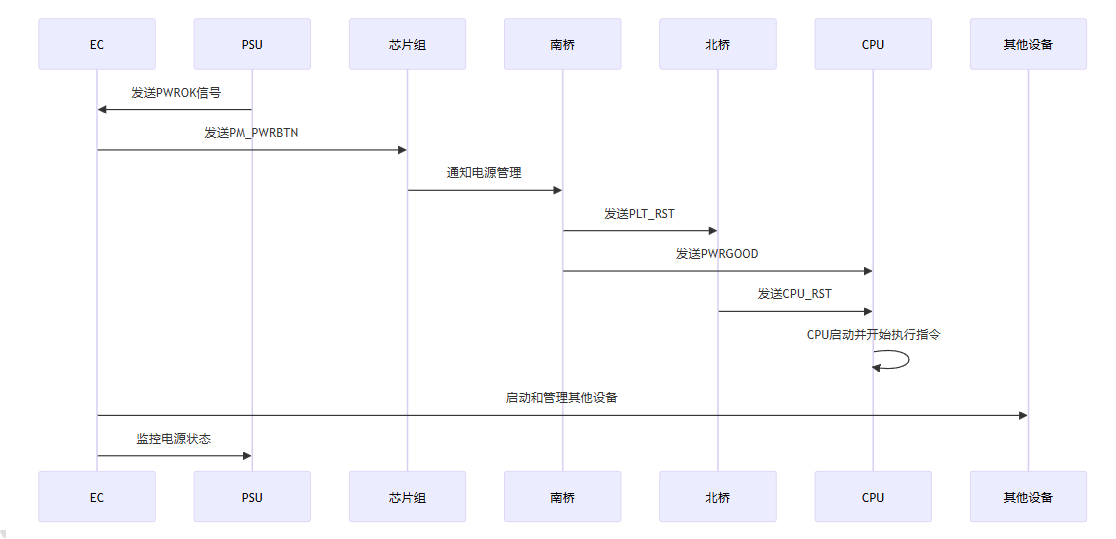 EC
PSU
芯片组
南桥
北桥
CPU
其他设备
发送PWROK信号
发送PM_PWRBTN
通知电源管理
发送PLT_RST
发送PWRGOOD
发送CPU_RST
CPU启动并开始执行指令
启动和管理其他设备
监控电源状态
EC
PSU
芯片组
南桥
北桥
CPU
其他设备